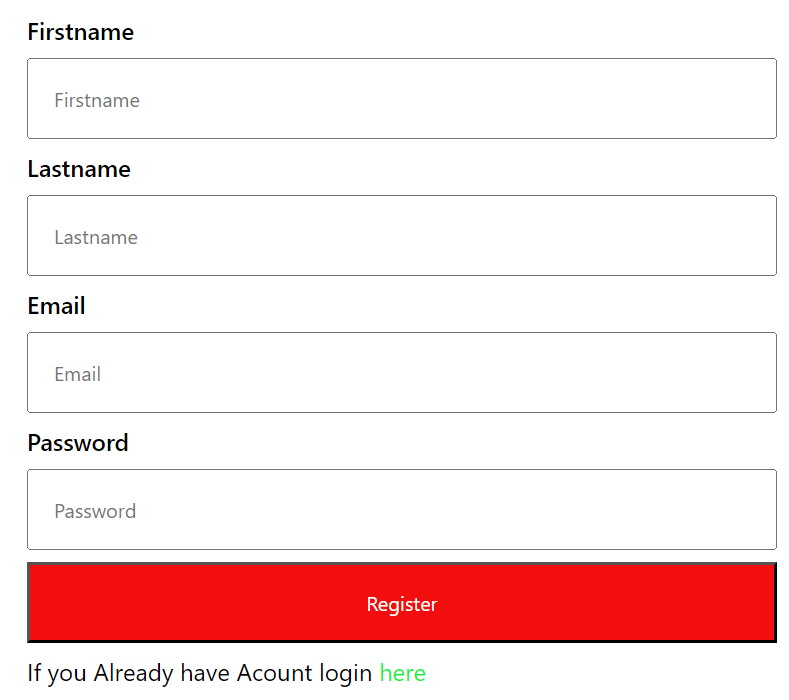 Firstname
Firstname
Lastname
Lastname
Email
Email
Password
Password
Register
If you Already have Acount login here